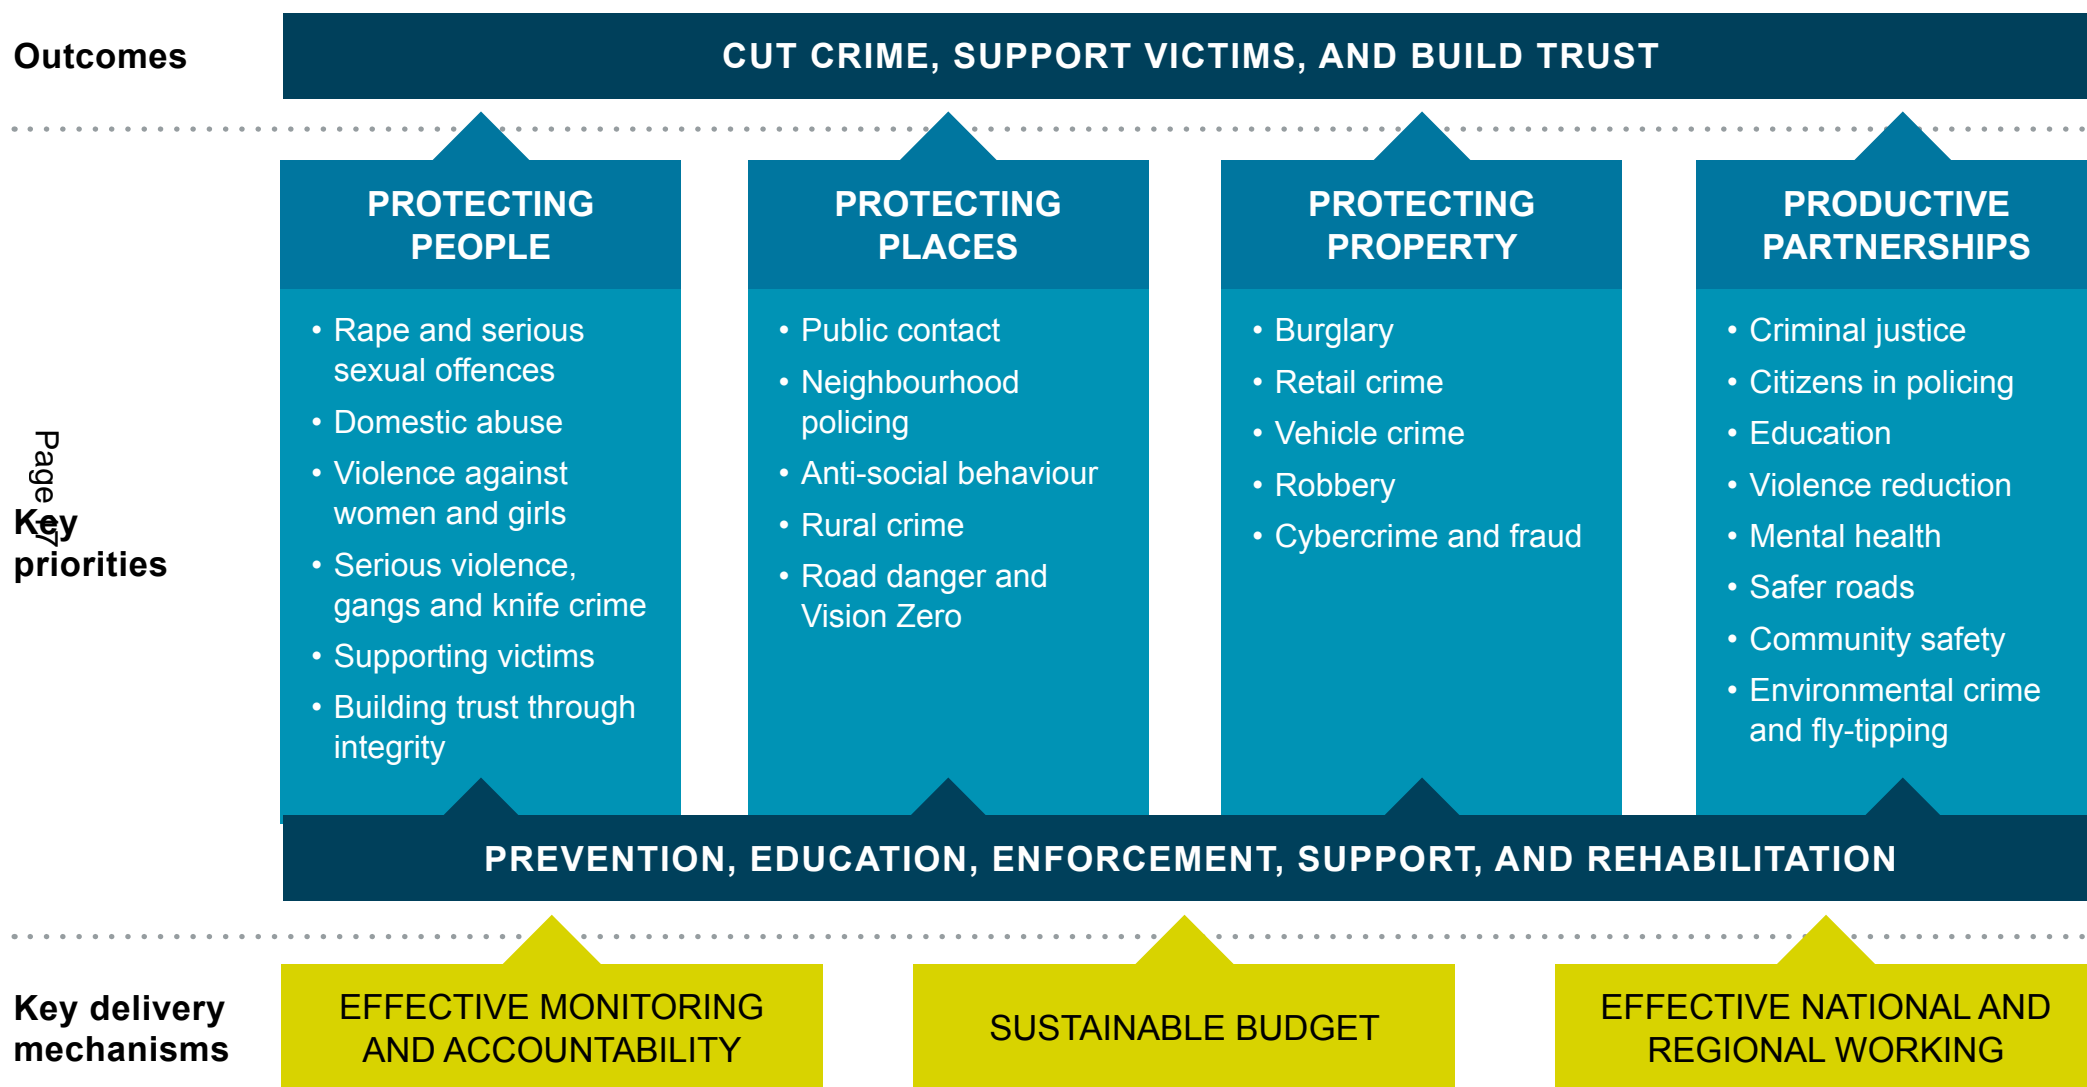 Outcomes
CUT CRIME, SUPPORT VICTIMS, AND BUILD TRUST
Key
priorities
PROTECTING
PEOPLE
• Rape and serious
sexual offences
• Domestic abuse
• Violence against
women and girls
• Serious violence,
gangs and knife crime
• Supporting victims
• Building trust through
integrity
PROTECTING
PLACES
• Public contact
• Neighbourhood
policing
• Anti-social behaviour
• Rural crime
• Road danger and
Vision Zero
PROTECTING
PROPERTY
• Burglary
• Retail crime
• Vehicle crime
• Robbery
• Cybercrime and fraud
PRODUCTIVE
PARTNERSHIPS
• Criminal justice
• Citizens in policing
• Education
• Violence reduction
• Mental health
• Safer roads
• Community safety
• Environmental crime
and fly-tipping
PREVENTION, EDUCATION, ENFORCEMENT, SUPPORT, AND REHABILITATION
Key delivery
mechanisms
EFFECTIVE MONITORING
AND ACCOUNTABILITY
SUSTAINABLE BUDGET
EFFECTIVE NATIONAL AND
REGIONAL WORKING
Page